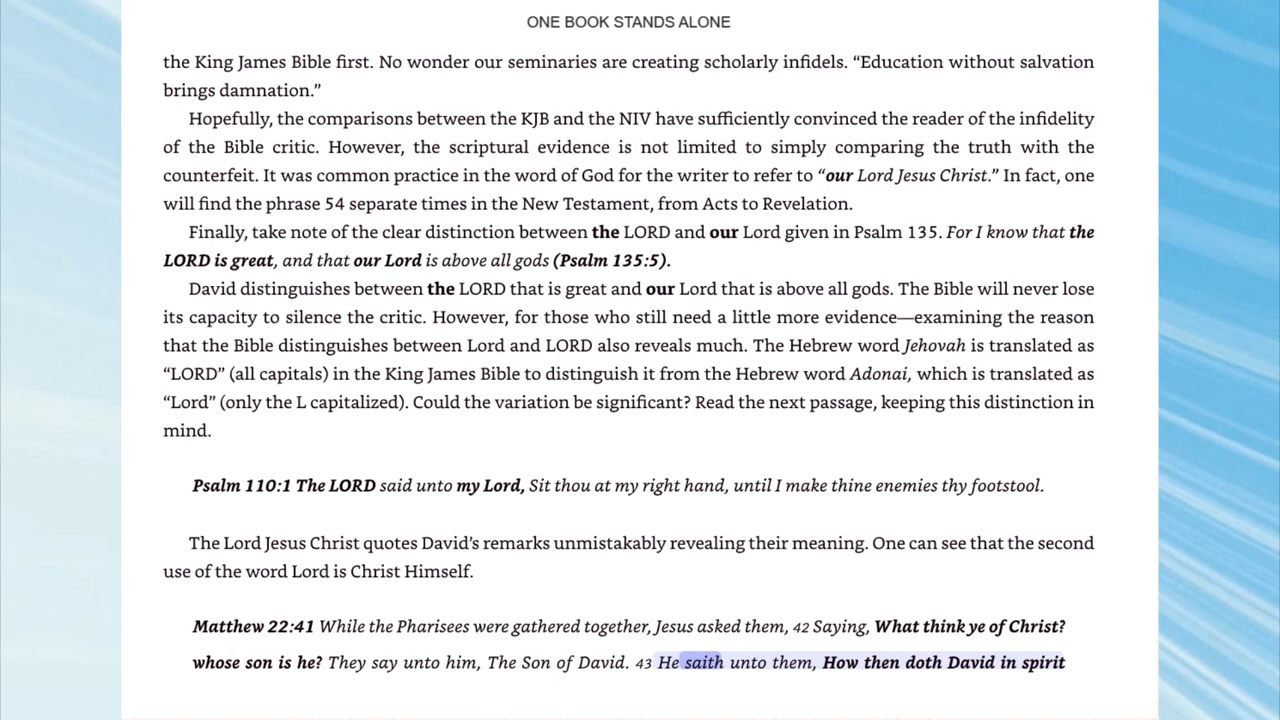 ONE BOOK STANDS ALONE
the King James Bible first. No wonder our seminaries are creating scholarly infidels. “Education without salvation
brings damnation.”
Hopefully, the comparisons between the KJB and the NIV have sufficiently convinced the reader of the infidelity
of the Bible critic. However, the scriptural evidence is not limited to simply comparing the truth with the
counterfeit. It was common practice in the word of God for the writer to refer to “our Lord Jesus Christ.” In fact, one
will find the phrase 54 separate times in the New Testament, from Acts to Revelation.
Finally, take note of the clear distinction between the LORD and our Lord given in Psalm 135. For I know that the
LORD is great, and that our Lord is above all gods (Psalm 135:5).
David distinguishes between the LORD that is great and our Lord that is above all gods. The Bible will never lose
its capacity to silence the critic. However, for those who still need a little more evidence—examining the reason
that the Bible distinguishes between Lord and LORD also reveals much. The Hebrew word Jehovah is translated as
“LORD” (all capitals) in the King James Bible to distinguish it from the Hebrew word Adonai, which is translated as
“Lord” (only the L capitalized). Could the variation be significant? Read the next passage, keeping this distinction in
mind.
Psalm 110:1 The LORD said unto my Lord, Sit thou at my right hand, until I make thine enemies thy footstool.
The Lord Jesus Christ quotes David’s remarks unmistakably revealing their meaning. One can see that the second
use of the word Lord is Christ Himself.
Matthew 22:41 While the Pharisees were gathered together, Jesus asked them, 42 Saying, What think ye of Christ?
whose son is he? They say unto him, The Son of David. 43 He saith unto them, How then doth David in spirit